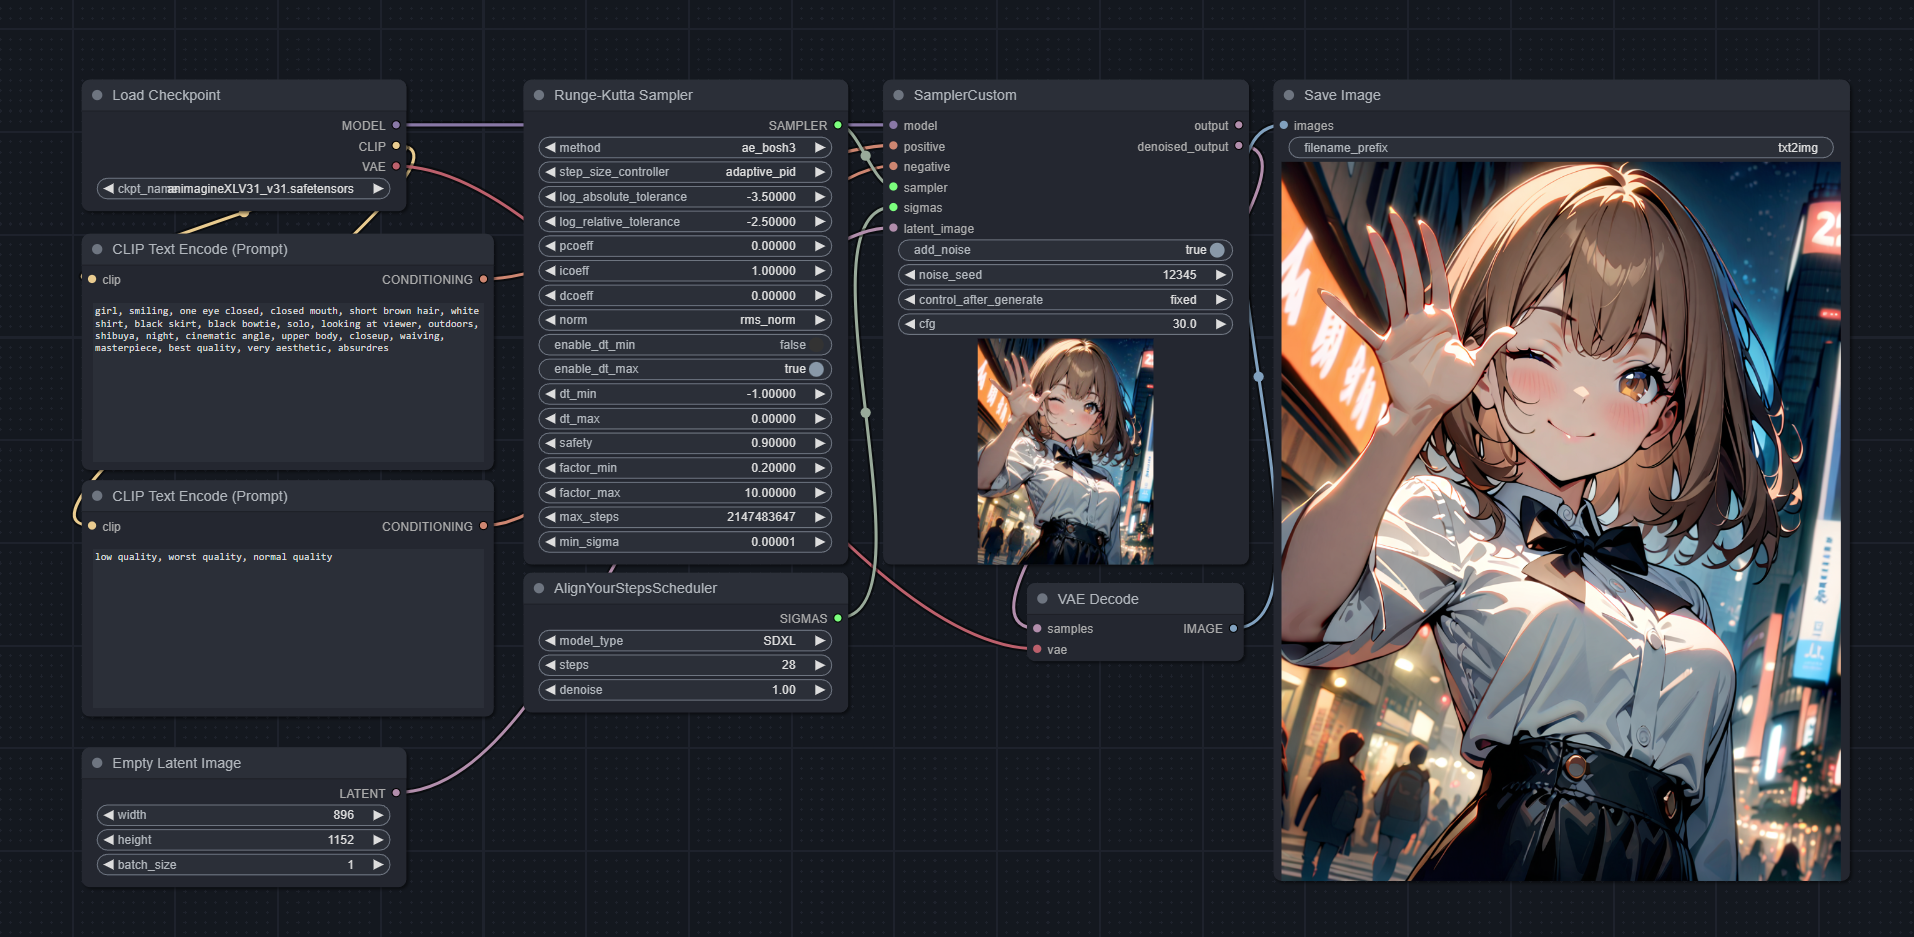 Load Checkpoint
MODEL
CLIP
VAE
ckpt_name animagineXLV31_v31.safetensors
CLIP Text Encode (Prompt)
clip
CONDITIONING
girl, smiling, one eye closed, closed mouth, short brown hair, white
shirt, black skirt, black bowtie, solo, looking at viewer, outdoors,
shibuya, night, cinematic angle, upper body, closeup, waiving,
masterpiece, best quality, very aesthetic, absurdres
CLIP Text Encode (Prompt)
clip
CONDITIONING
low quality, worst quality, normal quality
Empty Latent Image
LATENT
width 896
height 1152
batch_size 1
Runge-Kutta Sampler
SAMPLER
method ae_bosh3
step_size_controller adaptive_pid
log_absolute_tolerance -3.50000
log_relative_tolerance -2.50000
pcoeff 0.00000
icoeff 1.00000
dcoeff 0.00000
norm rms_norm
enable_dt_min false
enable_dt_max true
dt_min -1.00000
dt_max 0.00000
safety 0.90000
factor_min 0.20000
factor_max 10.00000
max_steps 2147483647
min_sigma 0.00001
AlignYourStepsScheduler
SIGMAS
model_type SDXL
steps 28
denoise 1.00
SamplerCustom
model output
positive denoised_output
negative
sampler
sigmas
latent_image
add_noise true
noise_seed 12345
control_after_generate fixed
cfg 30.0
VAE Decode
samples IMAGE
vae
Save Image
images
filename_prefix txt2img